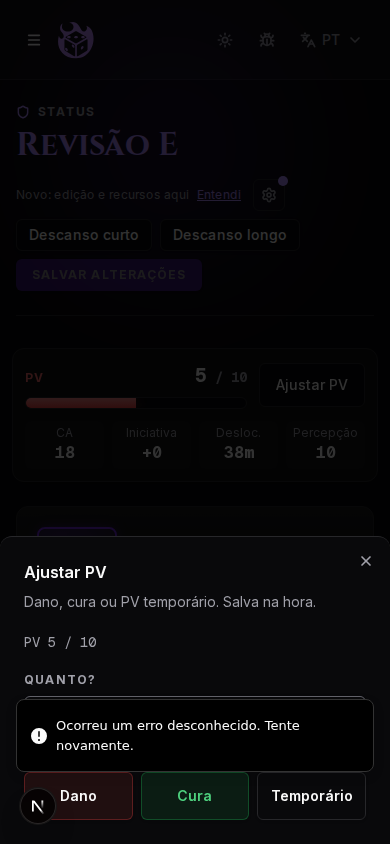 PT
STATUS
Revisão E
Novo: edição e recursos aqui Entendi
Descanso curto Descanso longo
SALVAR ALTERAÇÕES
PV 5 / 10 Ajustar PV
CA Iniciativa Desloc. Percepção
18 +0 38m 10
Ajustar PV
Dano, cura ou PV temporário. Salva na hora.
PV 5 / 10
QUANTO?
Ocorreu um erro desconhecido. Tente
novamente.
Dano Cura Temporário
N